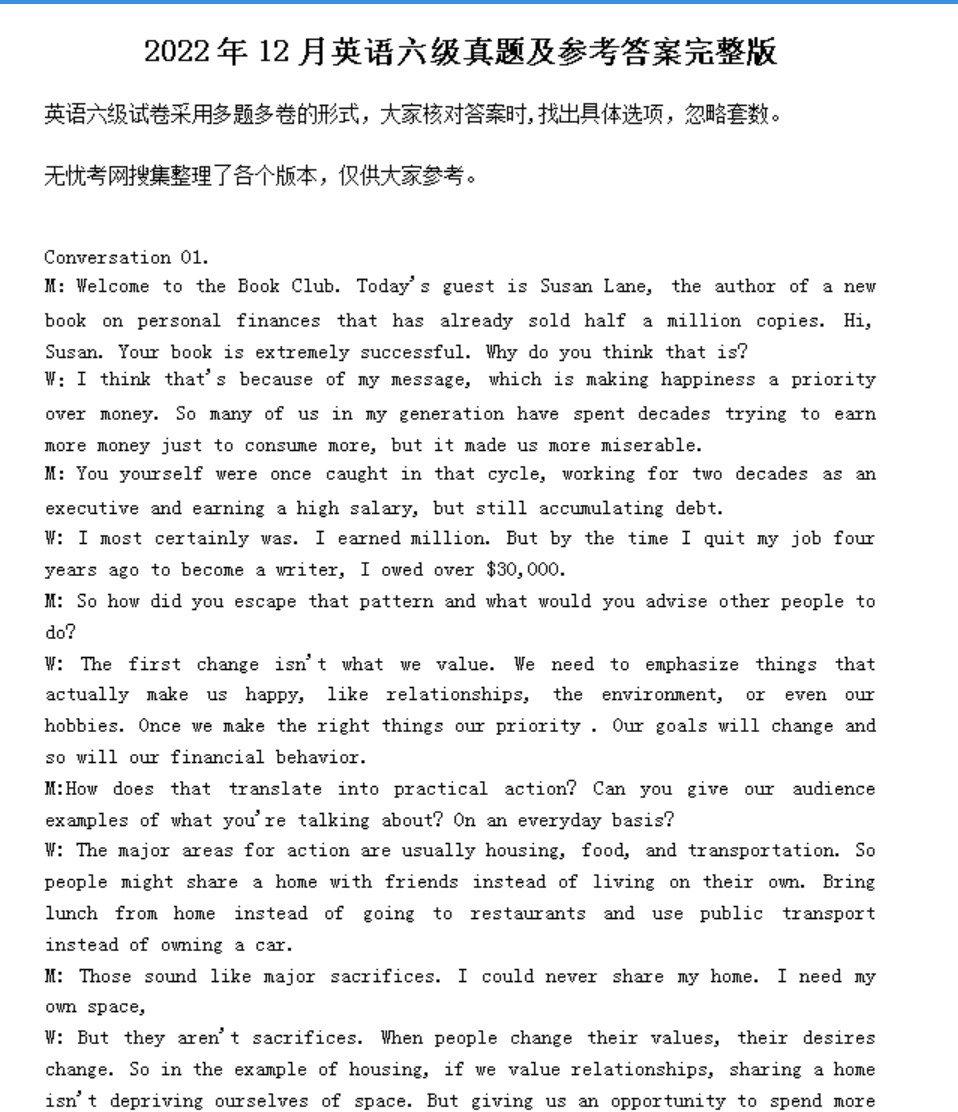 2022年12月英语六级真题及参考答案完整版
英语六级试卷采用多题多卷的形式，大家核对答案时,找出具体选项，忽略套数。
无忧考网搜集整理了各个版本，仅供大家参考。
Conversation 01.
M: Welcome to the Book Club. Today's guest is Susan Lane, the author of a new
book on personal finances that has already sold half a million copies. Hi,
Susan. Your book is extremely successful. Why do you think that is?
W: I think that's because of my message, which is making happiness a priority
over money. So many of us in my generation have spent decades trying to earn
more money just to consume more, but it made us more miserable.
M: You yourself were once caught in that cycle, working for two decades as an
executive and earning a high salary, but still accumulating debt.
W: I most certainly was. I earned million. But by the time I quit my job four
years ago to become a writer, I owed over $30,000.
M: So how did you escape that pattern and what would you advise other people to
do?
W: The first change isn't what we value. We need to emphasize things that
actually make us happy, like relationships, the environment, or even our
hobbies. Once we make the right things our priority . Our goals will change and
so will our financial behavior.
M:How does that translate into practical action? Can you give our audience
examples of what you're talking about? On an everyday basis?
W: The major areas for action are usually housing, food, and transportation. So
people might share a home with friends instead of living on their own. Bring
lunch from home instead of going to restaurants and use public transport
instead of owning a car.
M: Those sound like major sacrifices. I could never share my home. I need my
own space,
W: But they aren't sacrifices. When people change their values, their desires
change. So in the example of housing, if we value relationships, sharing a home
isn't depriving ourselves of space. But giving us an opportunity to spend more